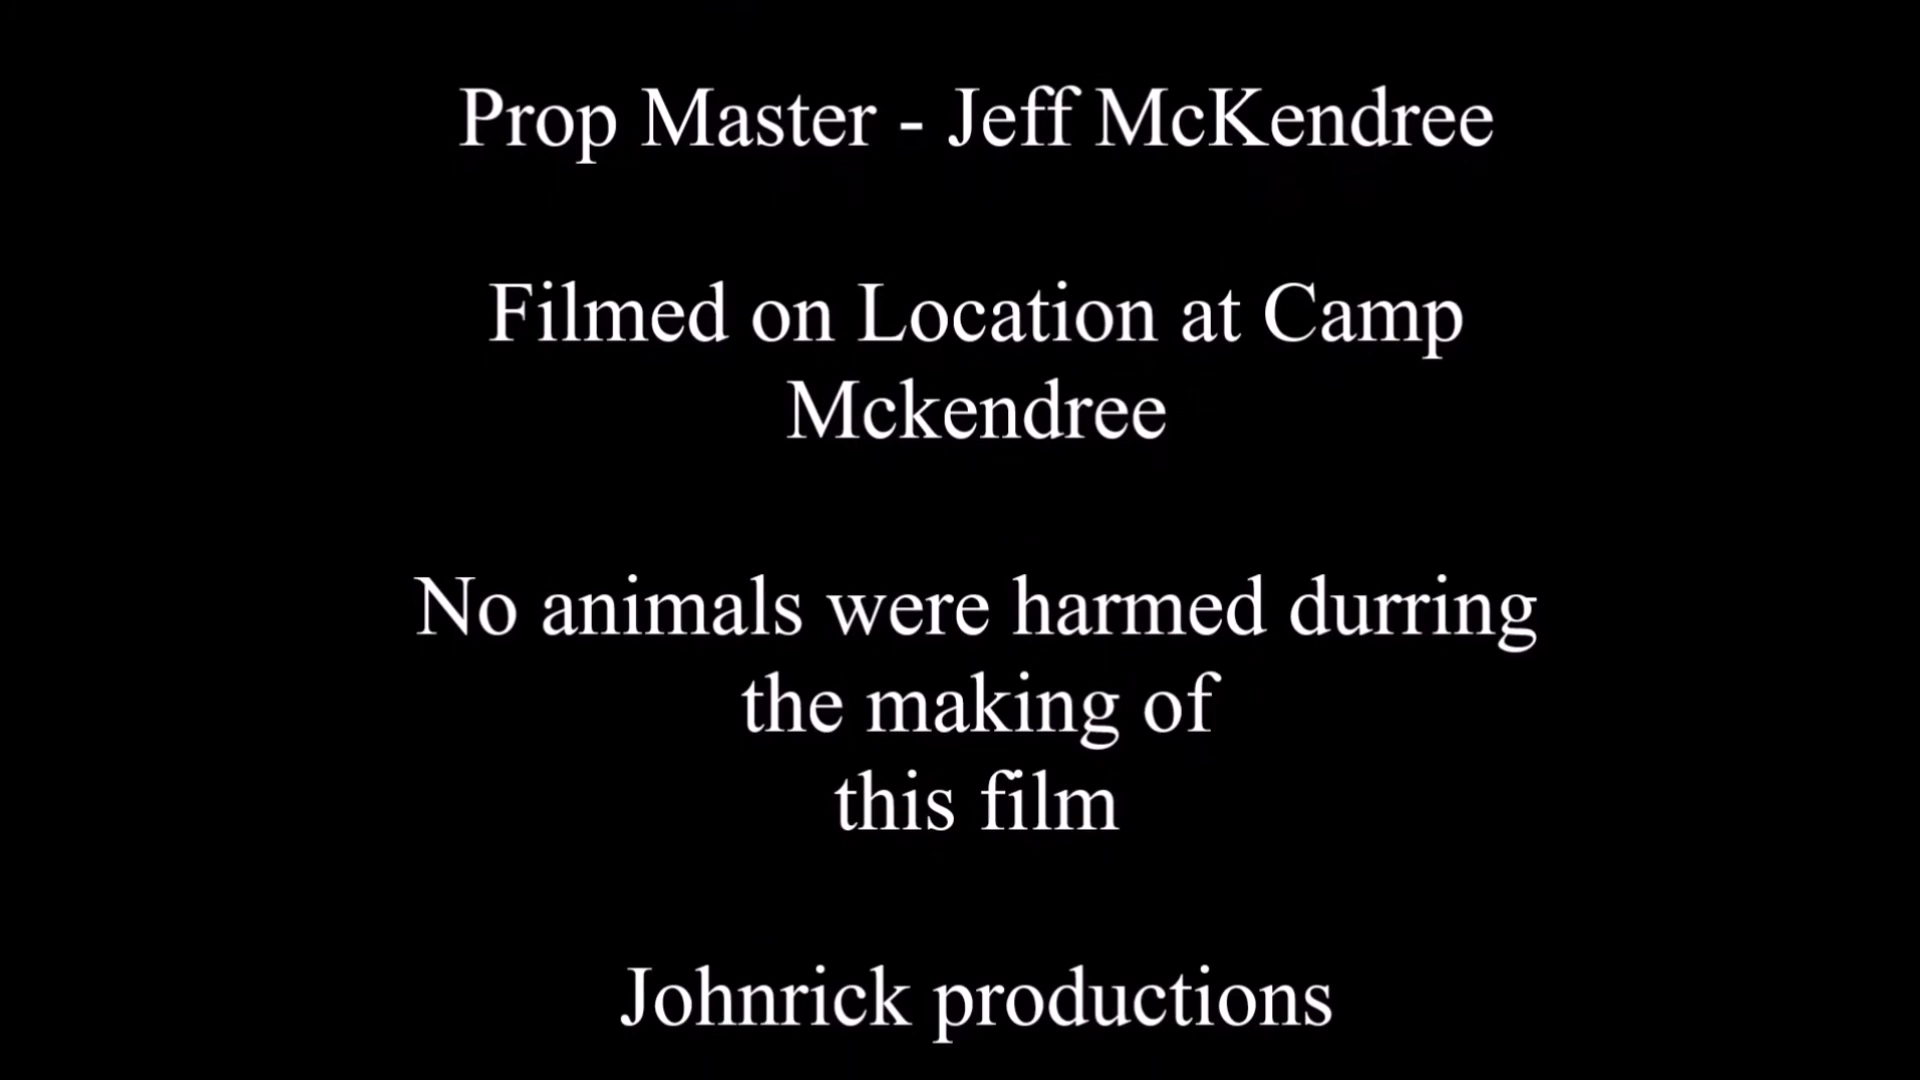 Prop Master - Jeff McKendree
Filmed on Location at Camp
Mckendree
No animals were harmed durring
the making of
this film
Johnrick productions